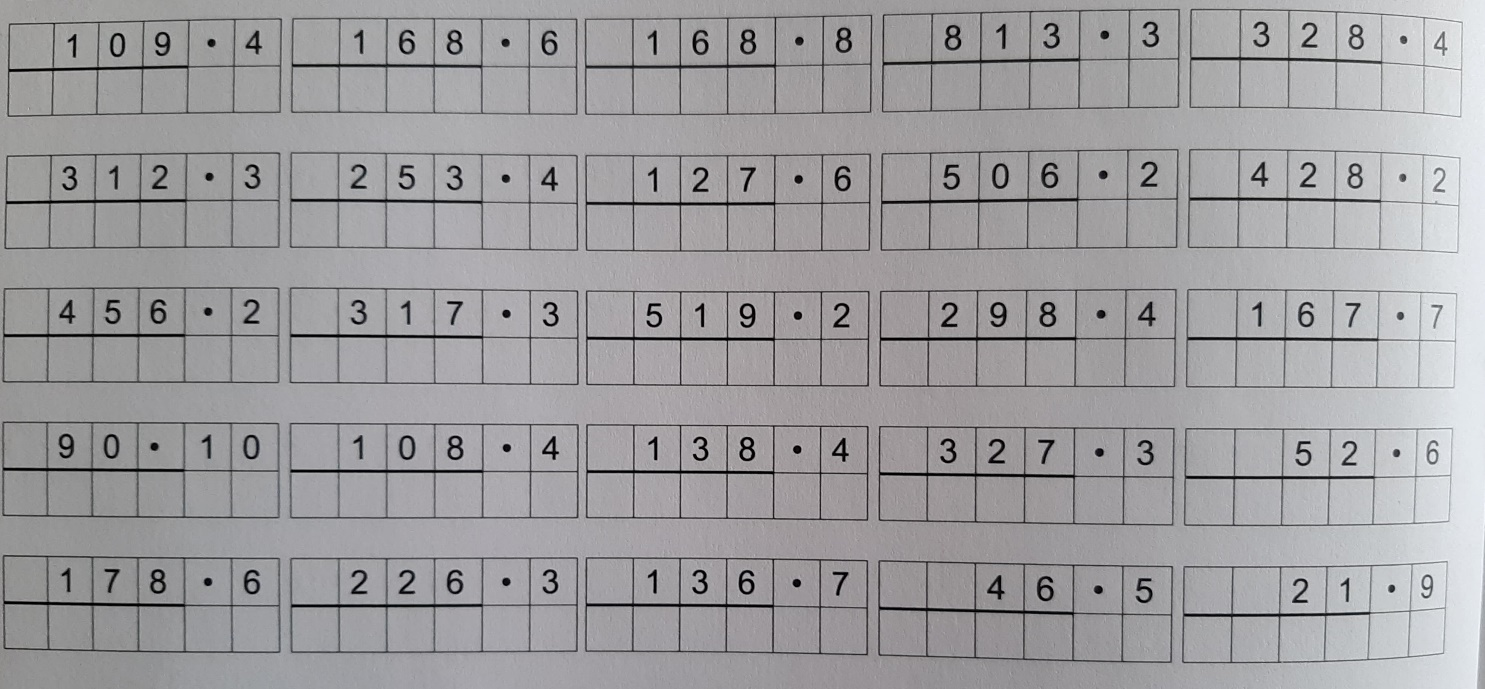 109 • 4 168 • 6 168 • 8 813 • 3 328 • 4
312 • 3 253 • 4 127 • 6 506 • 2 428 • 2
456 • 2 317 • 3 519 • 2 298 • 4 167 • 7
90 • 10 108 • 4 138 • 4 327 • 3 52 • 6
178 • 6 226 • 3 136 • 7 46 • 5 21 • 9